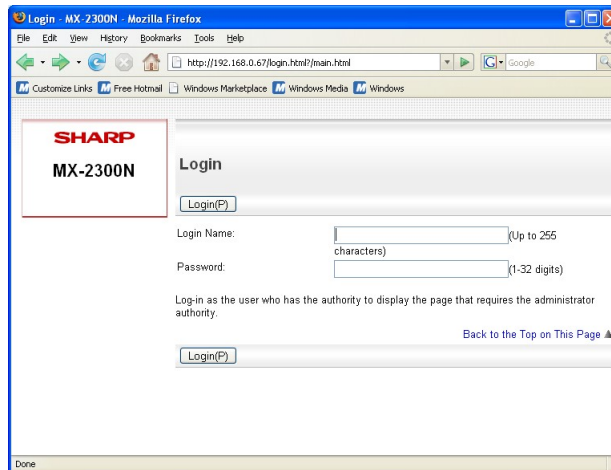 Login - MX-2300N - Mozilla Firefox
File Edit View History Bookmarks Tools Help
http://192.168.0.67/login.html?/main.html
G Google
Customize Links Free Hotmail Windows Marketplace Windows Media Windows
SHARP
MX-2300N
Login
Login(P)
Login Name: (Up to 255
characters)
Password: (1-32 digits)
Log-in as the user who has the authority to display the page that requires the administrator
authority.
Back to the Top on This Page
Login(P)
Done